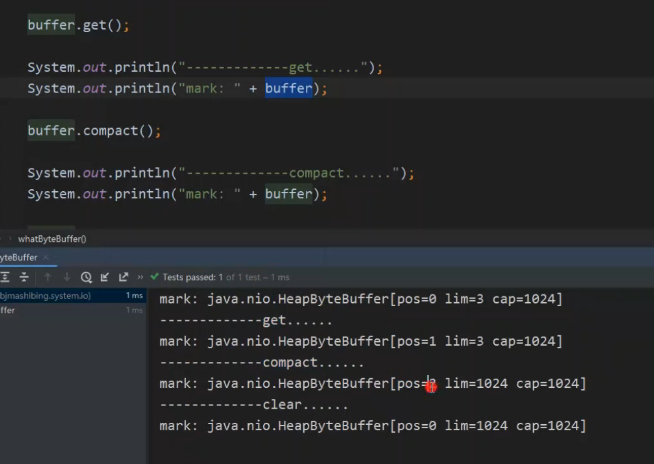 buffer.get();
System.out.println("-------------get......");
System.out.println("mark: " + buffer);
buffer.compact();
System.out.println("-------------compact......");
System.out.println("mark: " + buffer);
whatByteBuffer()
yteBuffer
Tests passed: 1 of 1 test – 1 ms
bjmashibing.system.io) 1 ms
ffer 1 ms
mark: java.nio.HeapByteBuffer[pos=0 lim=3 cap=1024]
-------------get......
mark: java.nio.HeapByteBuffer[pos=1 lim=3 cap=1024]
-------------compact......
mark: java.nio.HeapByteBuffer[pos= lim=1024 cap=1024]
-------------clear......
mark: java.nio.HeapByteBuffer[pos=0 lim=1024 cap=1024]